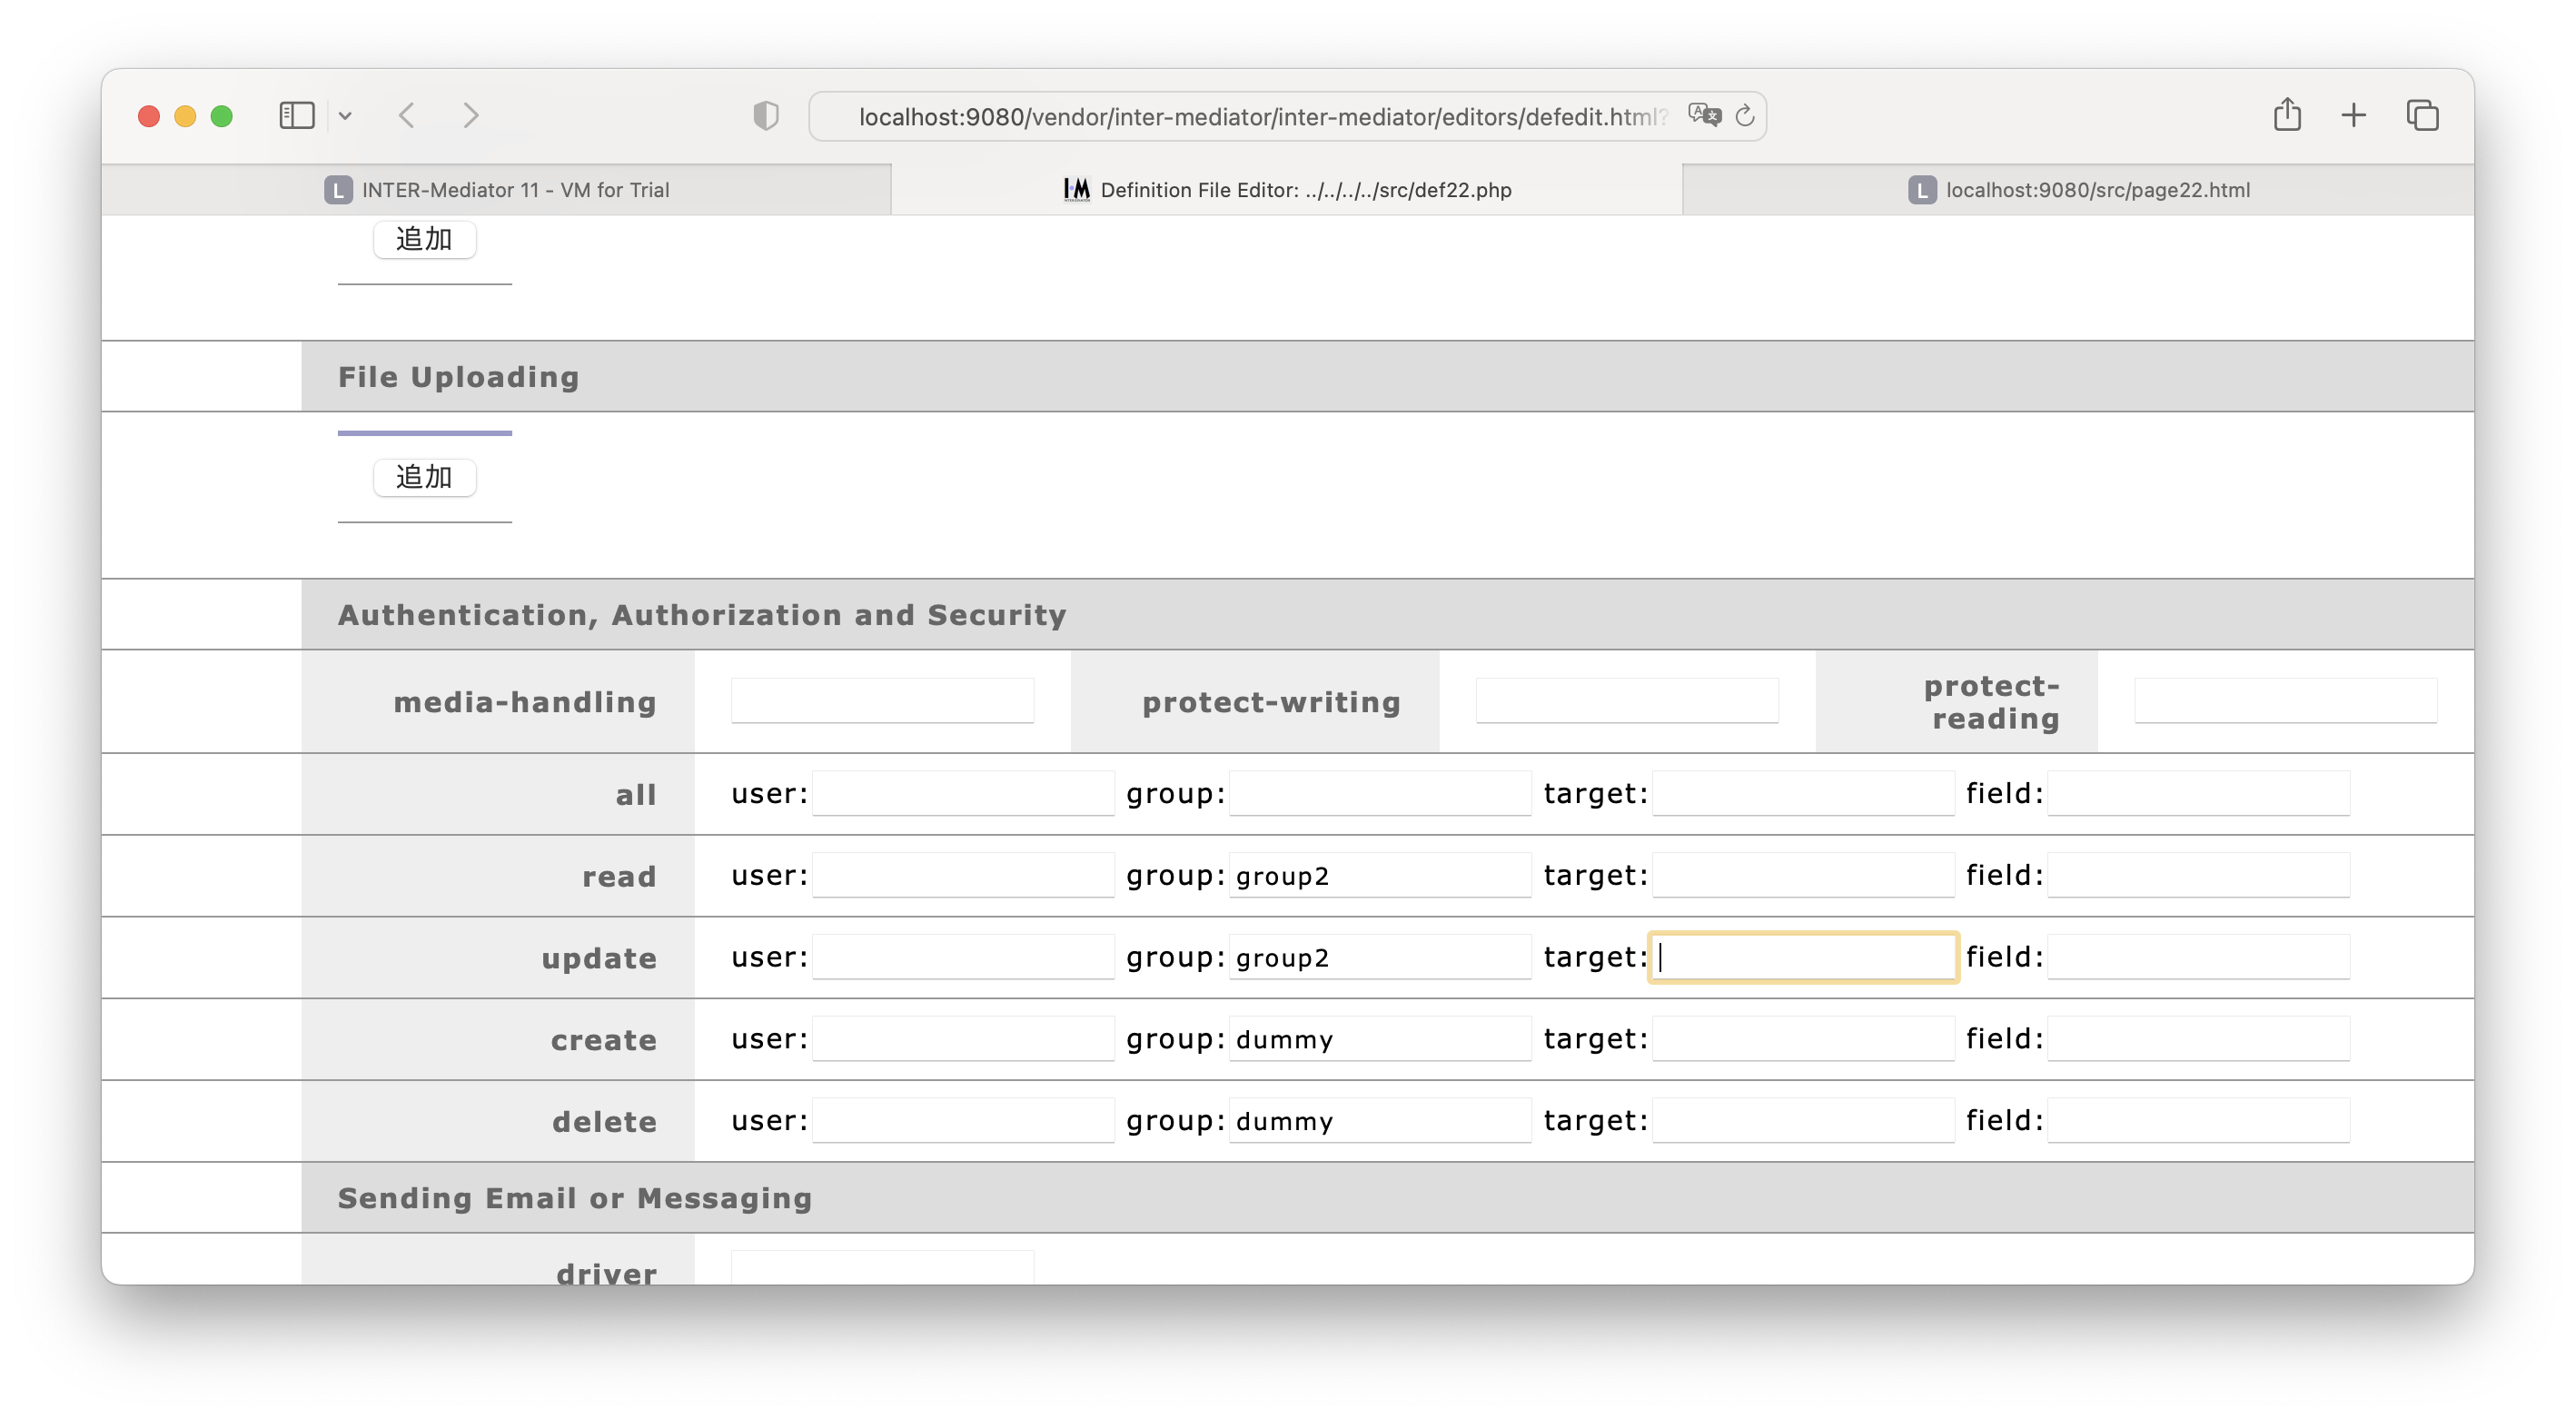 localhost:9080/vendor/inter-mediator/inter-mediator/editors/defedit.html?
L INTER-Mediator 11 - VM for Trial
Definition File Editor: ../../../../src/def22.php
L localhost:9080/src/page22.html
追加
File Uploading
追加
Authentication, Authorization and Security
media-handling protect-writing protect-
reading
all user: group: target: field:
read user: group: group2 target: field:
update user: group: group2 target: field:
create user: group: dummy target: field:
delete user: group: dummy target: field:
Sending Email or Messaging
driver